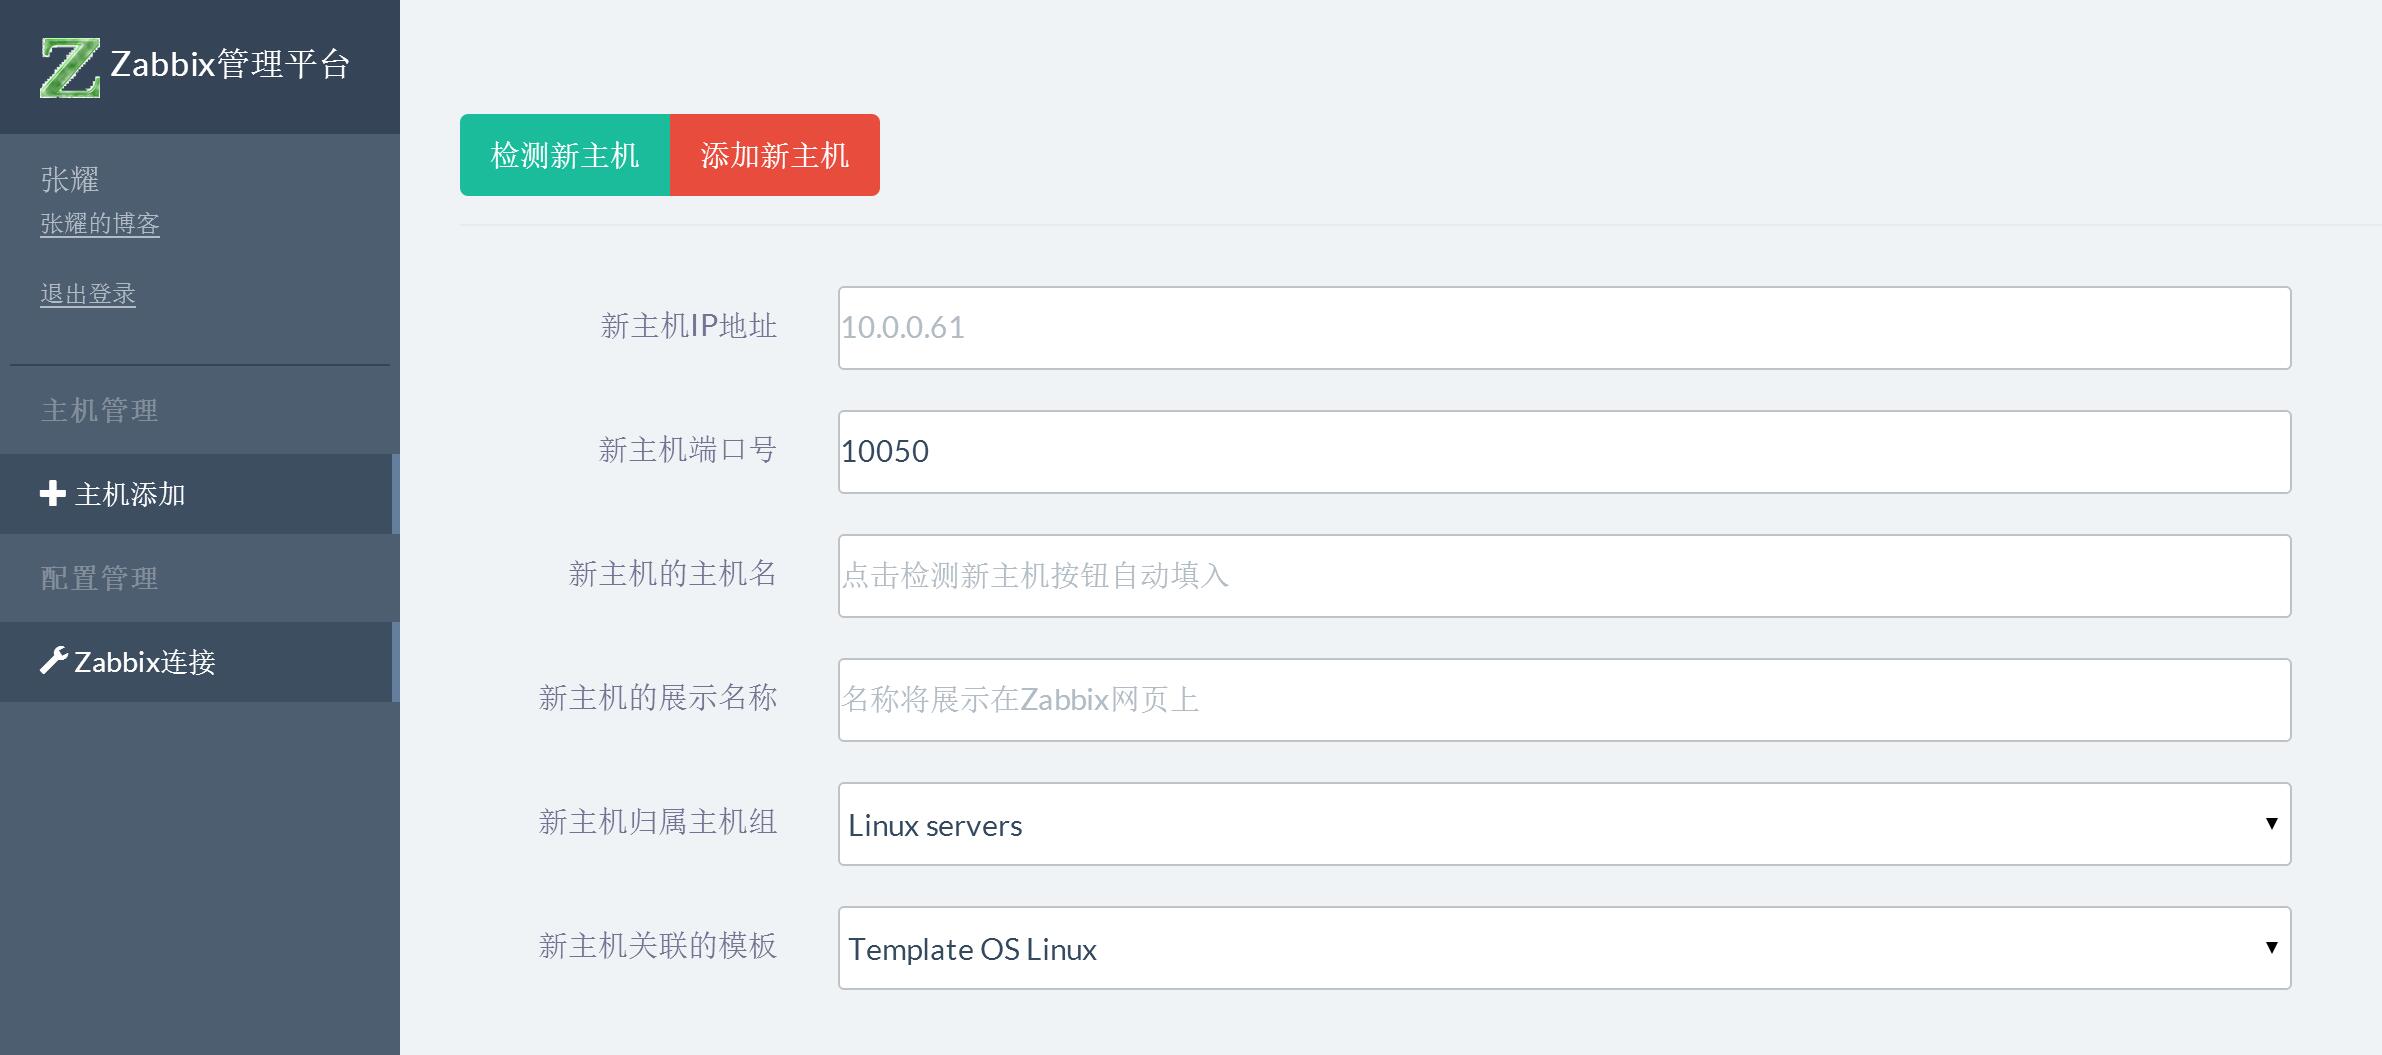 Zabbix管理平台
张耀
张耀的博客
退出登录
主机管理
主机添加
配置管理
Zabbix连接
检测新主机 添加新主机
新主机IP地址 10.0.0.61
新主机端口号 10050
新主机的主机名 点击检测新主机按钮自动填入
新主机的展示名称 名称将展示在Zabbix网页上
新主机归属主机组 Linux servers
新主机关联的模板 Template OS Linux